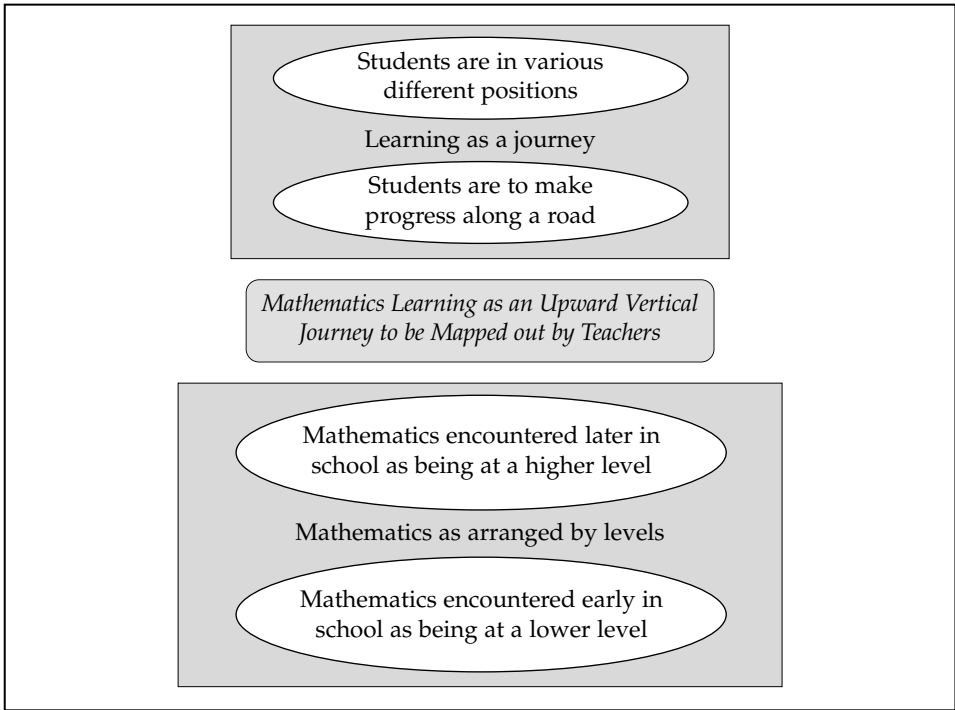 Students are in various
different positions
Learning as a journey
Students are to make
progress along a road
Mathematics Learning as an Upward Vertical
Journey to be Mapped out by Teachers
Mathematics encountered later in
school as being at a higher level
Mathematics as arranged by levels
Mathematics encountered early in
school as being at a lower level